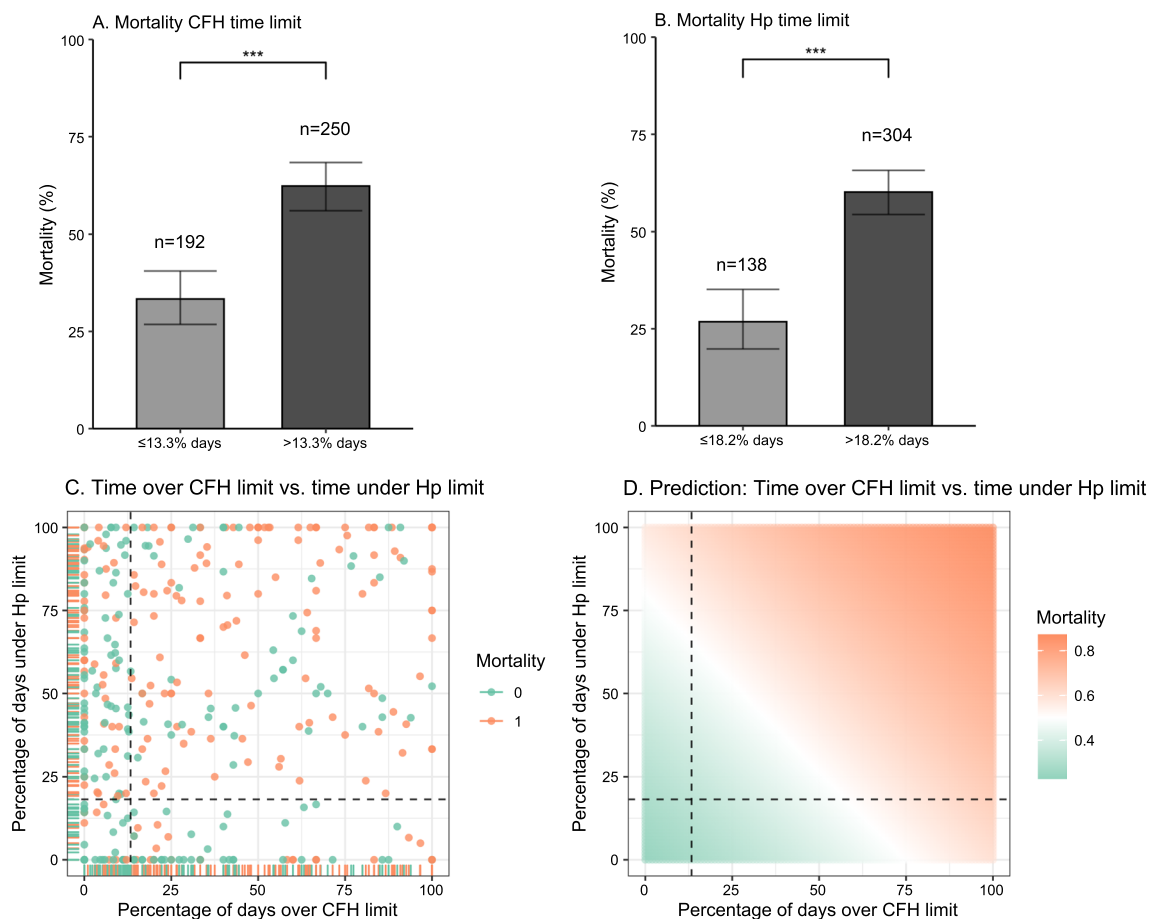 A. Mortality CFH time limit
100
75
50
25
0
Mortality (%)
***
n=192
n=250
≤13.3% days
>13.3% days
B. Mortality Hp time limit
100
75
50
25
0
Mortality (%)
***
n=138
n=304
≤18.2% days
>18.2% days
C. Time over CFH limit vs. time under Hp limit
100
75
50
25
0
Percentage of days under Hp limit
0
25
50
75
100
Percentage of days over CFH limit
Mortality
0
1
D. Prediction: Time over CFH limit vs. time under Hp limit
100
75
50
25
0
Percentage of days under Hp limit
0
25
50
75
100
Percentage of days over CFH limit
Mortality
0.8
0.6
0.4